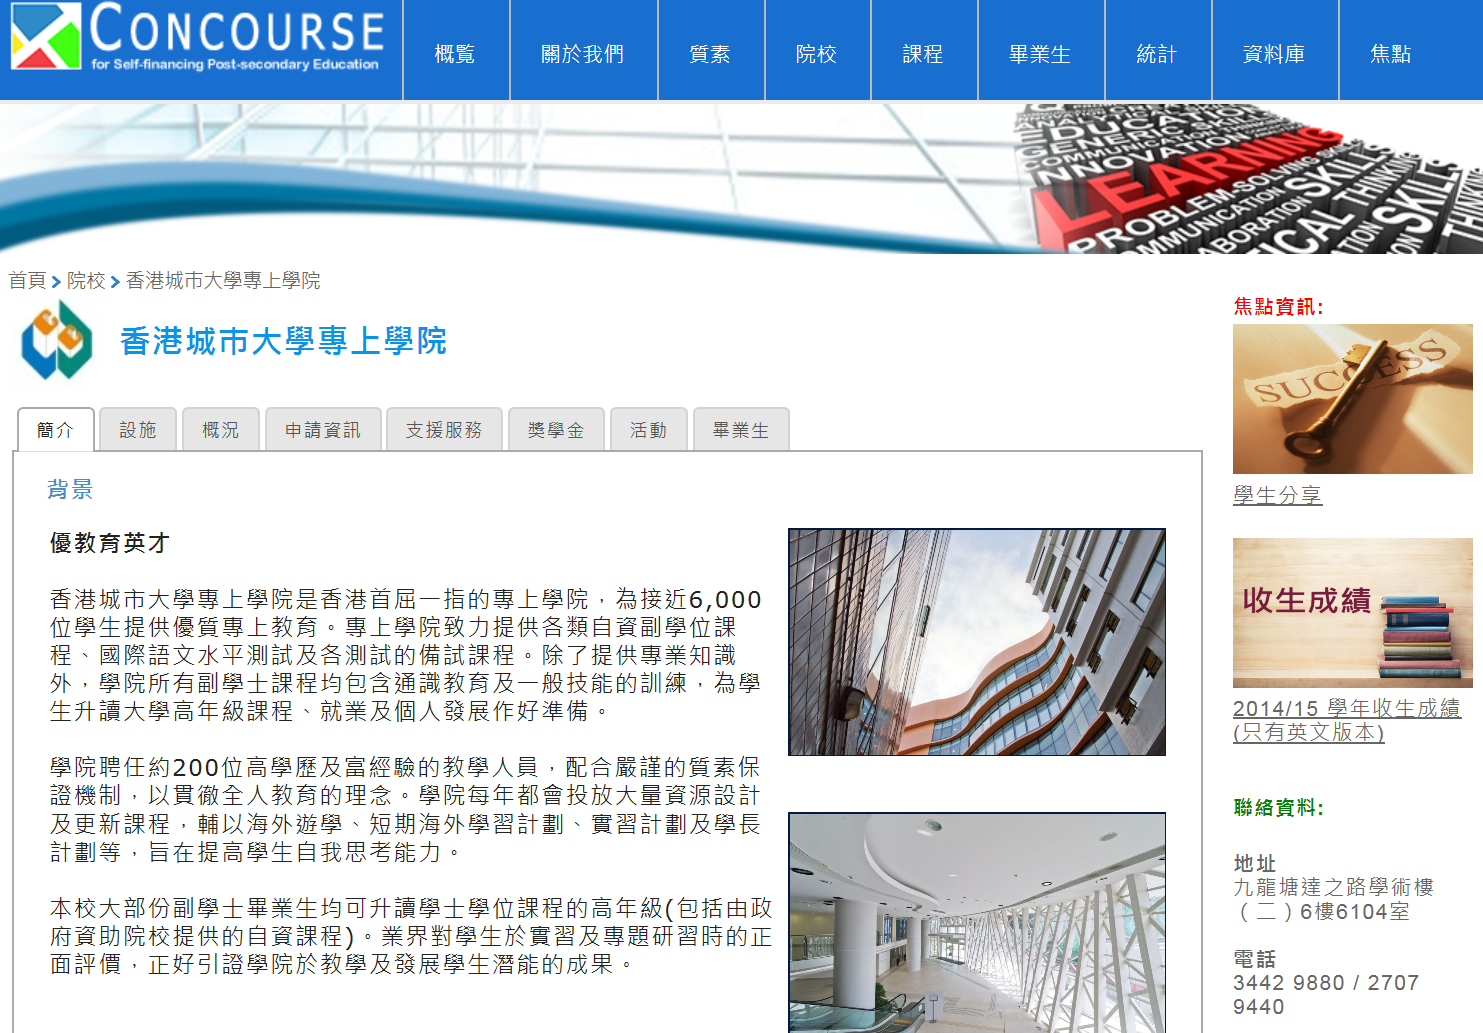 CONCOURSE
for Self-financing Post-secondary Education
概覧
關於我們
質素
院校
課程
畢業生
統計
資料庫
焦點
EDUCATION
GENERIC SKILLS
COMMUNICATION
INNOVATION
LEARNING
PROBLEM-SOLVING
COMMUNICATION SKILL
首頁 > 院校 > 香港城市大學專上學院
香港城市大學專上學院
簡介
設施
概況
申請資訊
支援服務
獎學金
活動
畢業生
背景
優教育英才
香港城市大學專上學院是香港首屈一指的專上學院，為接近6,000
位學生提供優質專上教育。專上學院致力提供各類自資副學位課
程、國際語文水平測試及各測試的備試課程。除了提供專業知識
外，學院所有副學士課程均包含通識教育及一般技能的訓練，為學
生升讀大學高年級課程、就業及個人發展作好準備。
學院聘任約200位高學歷及富經驗的教學人員，配合嚴謹的質素保
證機制，以貫徹全人教育的理念。學院每年都會投放大量資源設計
及更新課程，輔以海外遊學、短期海外學習計劃、實習計劃及學長
計劃等，旨在提高學生自我思考能力。
本校大部份副學士畢業生均可升讀學士學位課程的高年級(包括由政
府資助院校提供的自資課程)。業界對學生於實習及專題研習時的正
面評價，正好引證學院於教學及發展學生潛能的成果。
焦點資訊:
SUCCESS
學生分享
收生成績
2014/15 學年收生成績
(只有英文版本)
聯絡資料:
地址
九龍塘達之路學術樓
（二）6樓6104室
電話
3442 9880 / 2707
9440